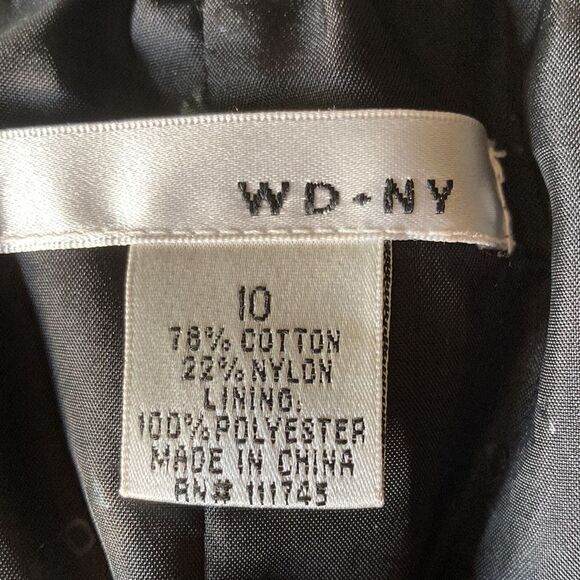 WD·NY
10
78% COTTON
22% NYLON
LINING:
100% POLYESTER
MADE IN CHINA
RN# 111745